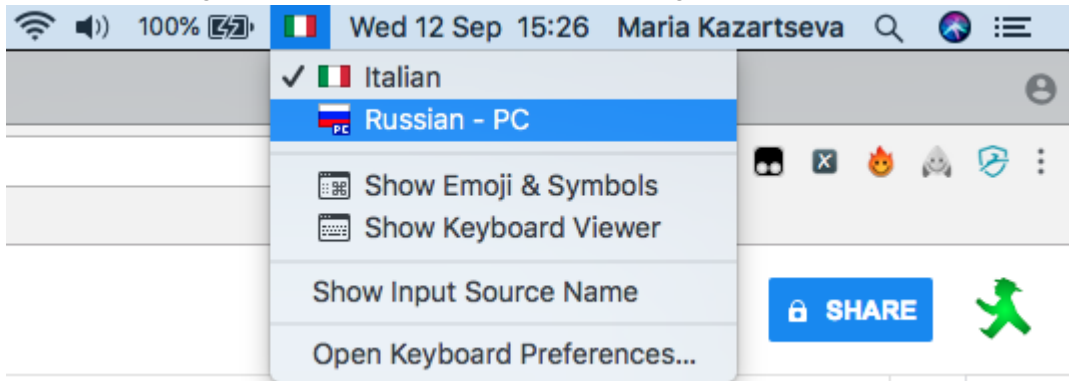 100% Wed 12 Sep 15:26 Maria Kazartseva
Italian
PC Russian - PC
Show Emoji & Symbols
Show Keyboard Viewer
Show Input Source Name
SHARE
Open Keyboard Preferences...